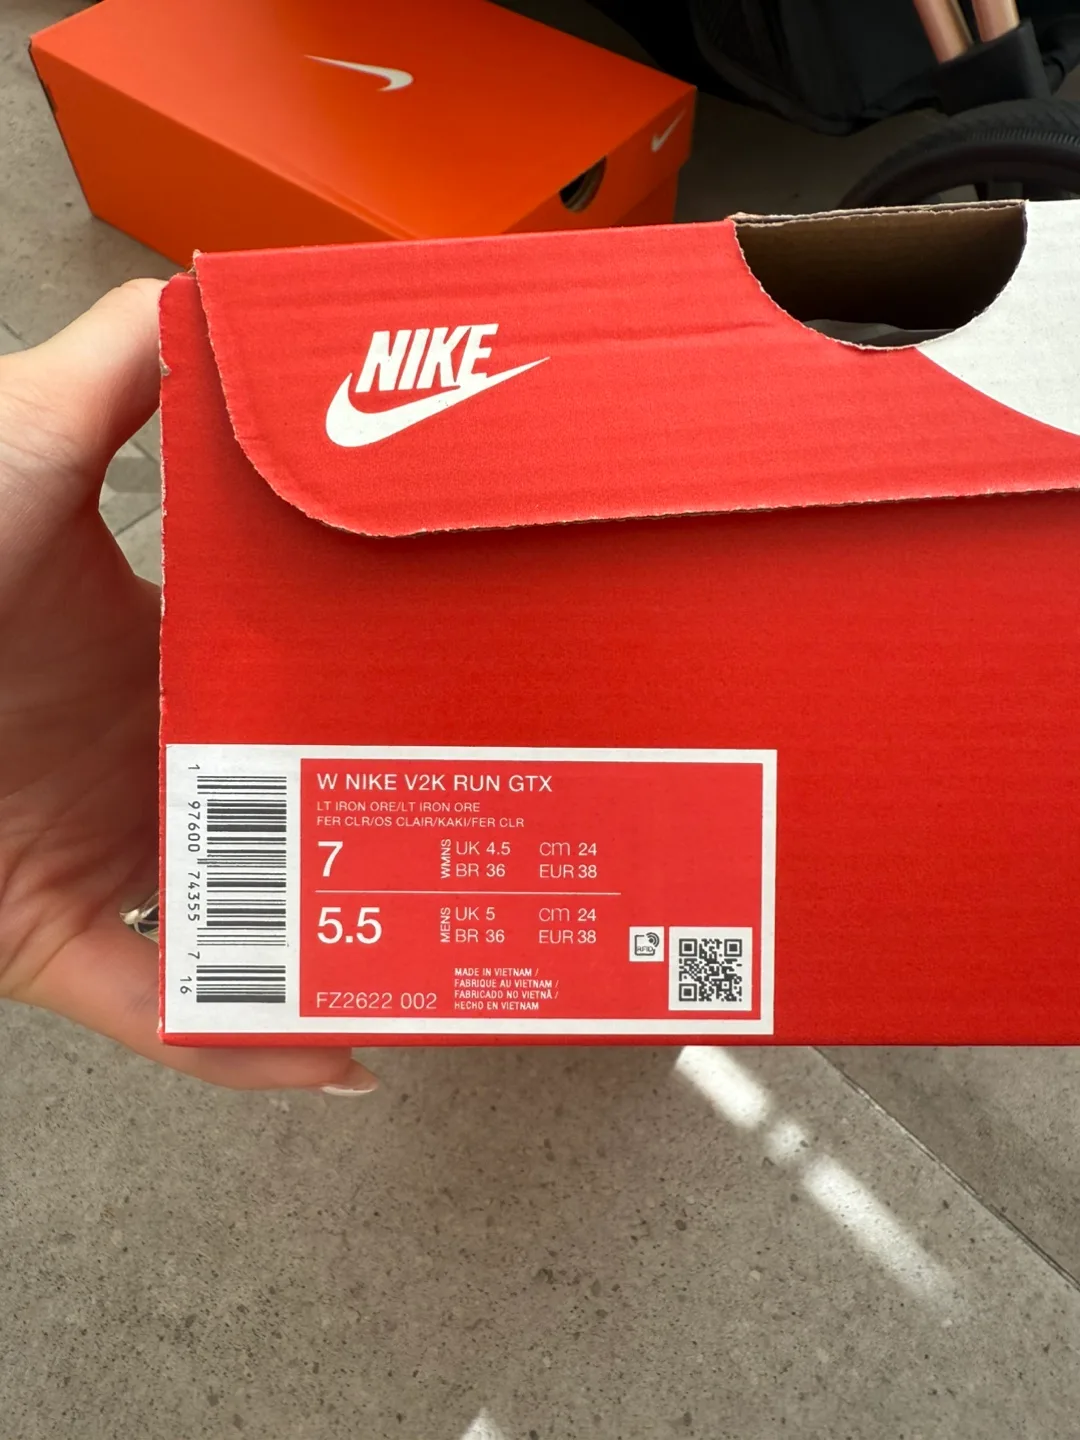 NIKE
W NIKE V2K RUN GTX
LT IRON ORE/LT IRON ORE
FER CLR/OS CLAIR/KAKI/FER CLR
7 WMNS UK 4.5 cm 24
BR 36 EUR 38
5.5 MENS UK 5 cm 24
BR 36 EUR 38
RFID
FZ2622 002
MADE IN VIETNAM /
FABRIQUE AU VIETNAM /
FABRICADO NO VIETNÃ /
HECHO EN VIETNAM
1 97600 74355 7 16